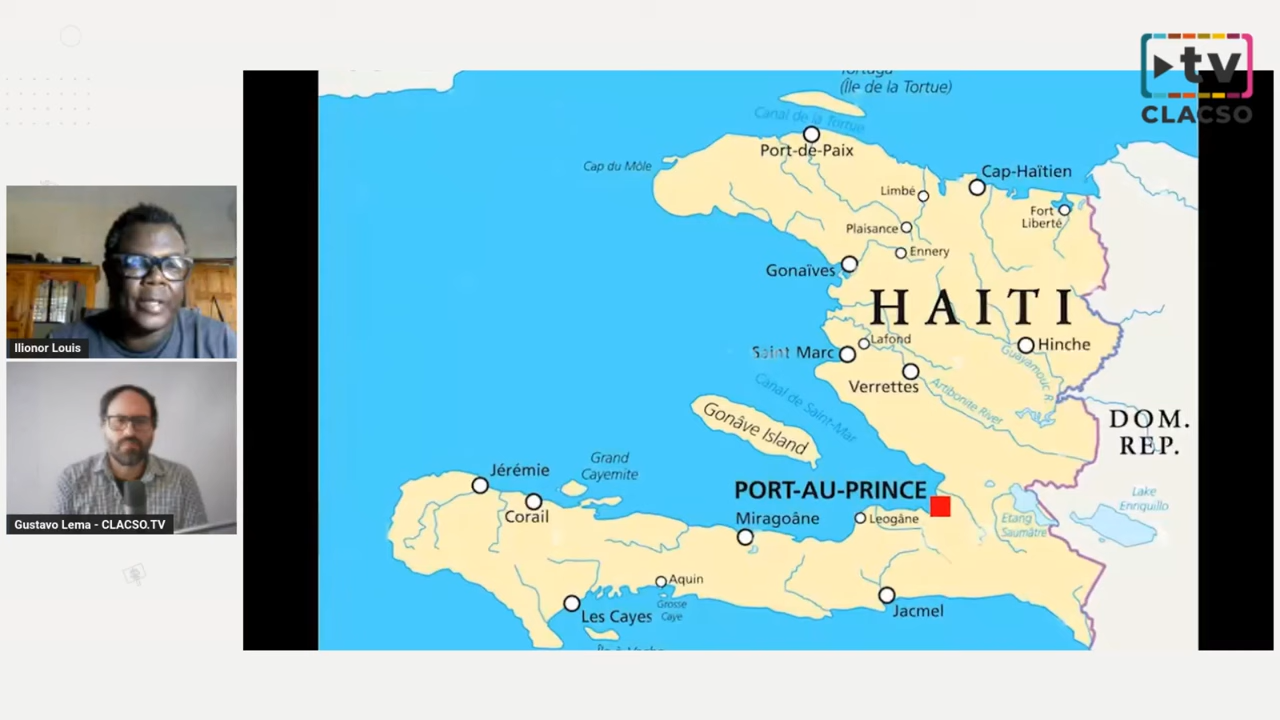 tv
CLACSO
Ilionor Louis
Gustavo Lema - CLACSO.TV
Tortuga
(Île de la Tortue)
Canal de la Tortue
Port-de-Paix
Cap du Môle
Cap-Haïtien
Limbé
Fort
Liberté
Plaisance
Ennery
Gonaïves
HAITI
Lafond
Hinche
Saint Marc
Guayamouc R.
Verrettes
Canal de Saint-Mar
Artibonite River
Gonâve Island
DOM.
REP.
Grand
Cayemite
Jérémie
PORT-AU-PRINCE
Corail
Miragoâne
Leogâne
Etang
Saumâtre
Lake
Enriquillo
Aquin
Grosse
Caye
Les Cayes
Jacmel